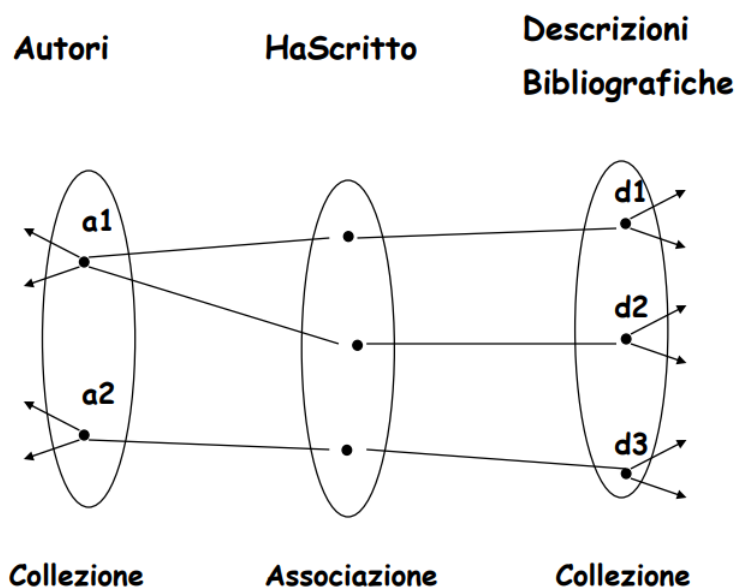 Autori
HaScritto
Descrizioni
Bibliografiche
a1
d1
d2
a2
d3
Collezione
Associazione
Collezione